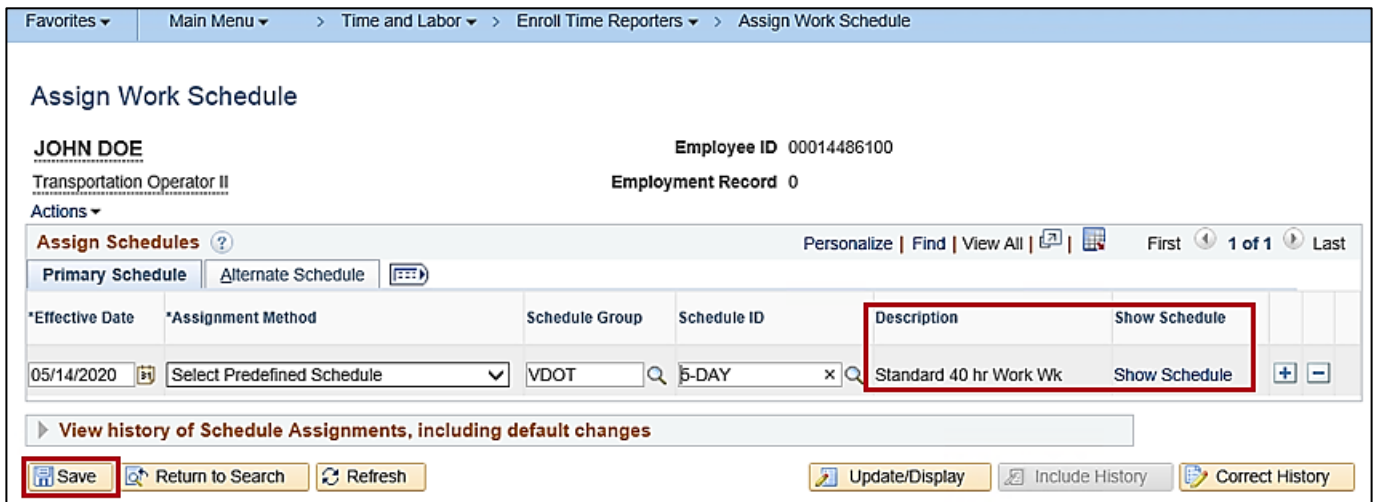 Favorites Main Menu > Time and Labor > Enroll Time Reporters > Assign Work Schedule
Assign Work Schedule
JOHN DOE Employee ID 00014486100
Transportation Operator II Employment Record 0
Actions
Assign Schedules ? Personalize | Find | View All | | First 1 of 1 Last
Primary Schedule Alternate Schedule
*Effective Date *Assignment Method Schedule Group Schedule ID Description Show Schedule
05/14/2020 31 Select Predefined Schedule VDOT 5-DAY × Standard 40 hr Work Wk Show Schedule + -
View history of Schedule Assignments, including default changes
Save Return to Search Refresh Update/Display Include History Correct History